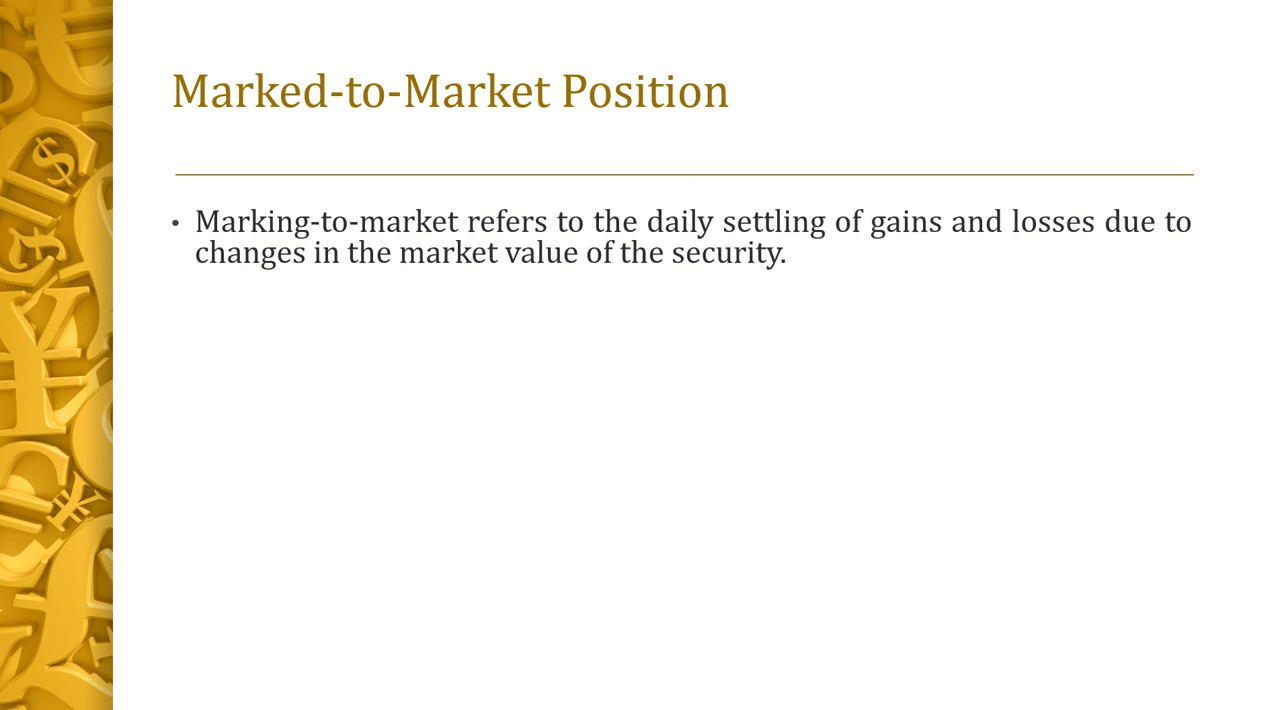 Marked-to-Market Position
• Marking-to-market refers to the daily settling of gains and losses due to
changes in the market value of the security.